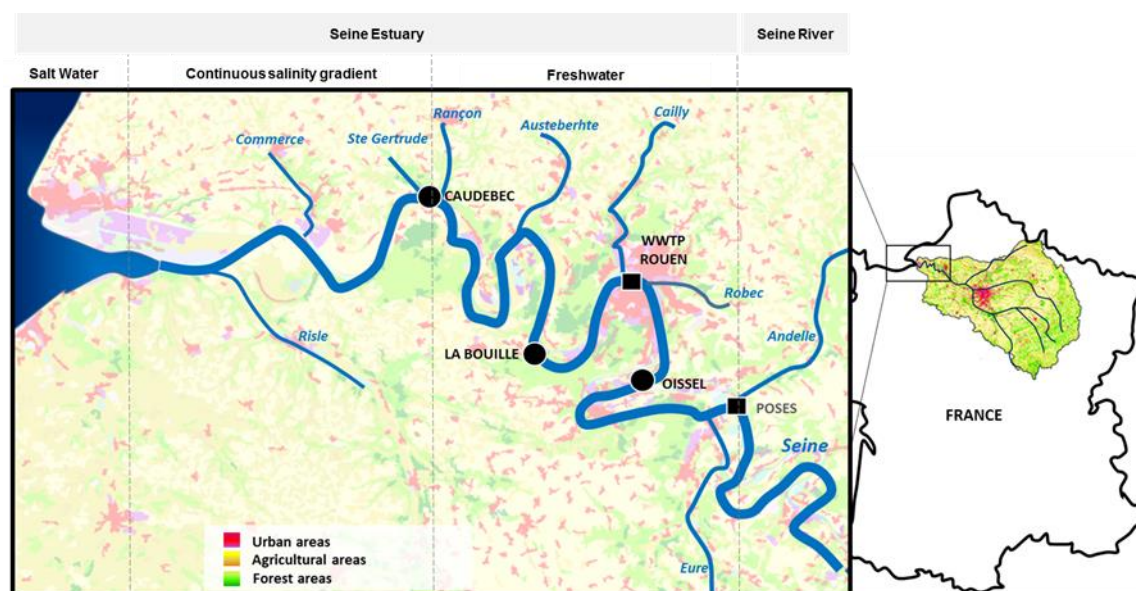 Seine Estuary
Seine River
Salt Water
Continuous salinity gradient
Freshwater
Commerce
Ste Gertrude
Rançon
Austeberhte
Cailly
CAUDEBEC
WWTP
ROUEN
Robec
Andelle
Risle
LA BOUILLE
OISSEL
POSES
Seine
Eure
Urban areas
Agricultural areas
Forest areas
FRANCE